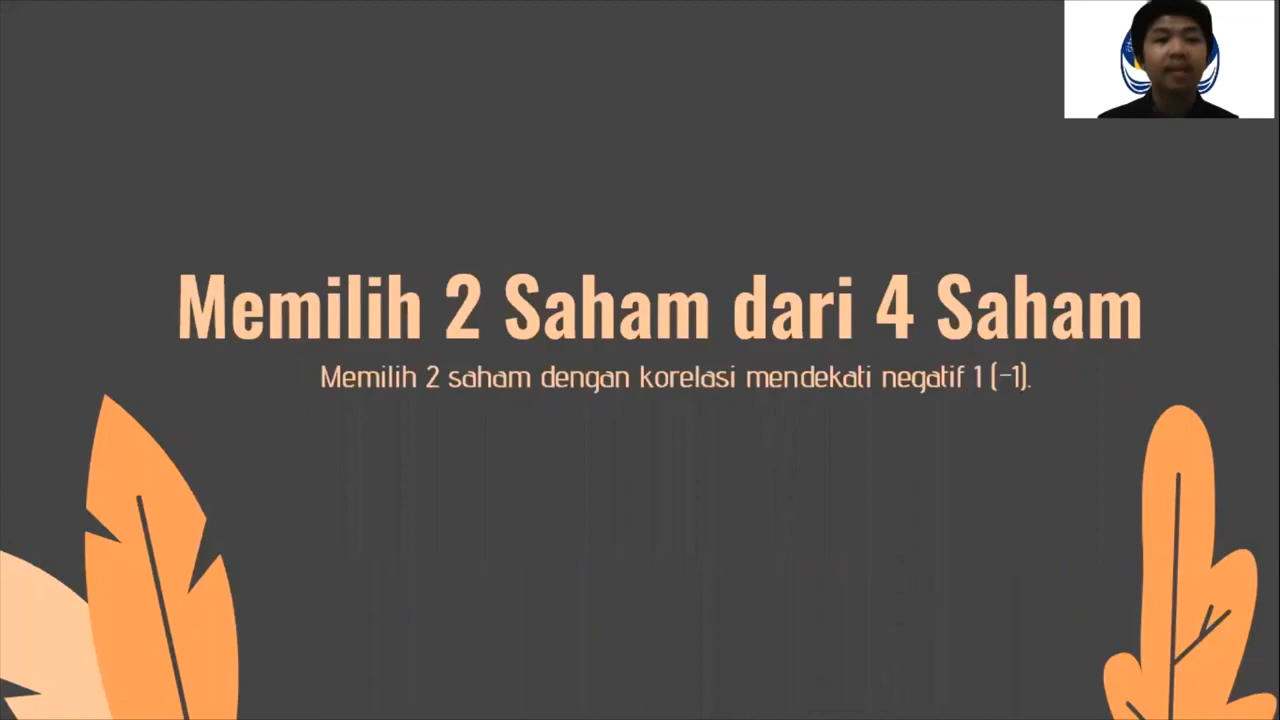 Memilih 2 Saham dari 4 Saham
Memilih 2 saham dengan korelasi mendekati negatif 1 (-1).